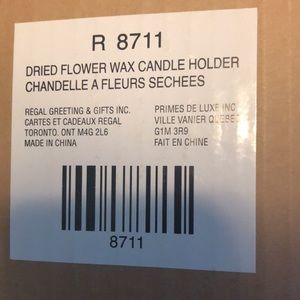 R 8711
DRIED FLOWER WAX CANDLE HOLDER
CHANDELLE A FLEURS SECHEES
REGAL GREETING & GIFTS INC.
CARTES ET CADEAUX REGAL
TORONTO. ONT M4G 2L6
MADE IN CHINA
PRIMES DE LUXE INC
VILLE VANIER QUEBEC
G1M 3R9
FAIT EN CHINE
8711